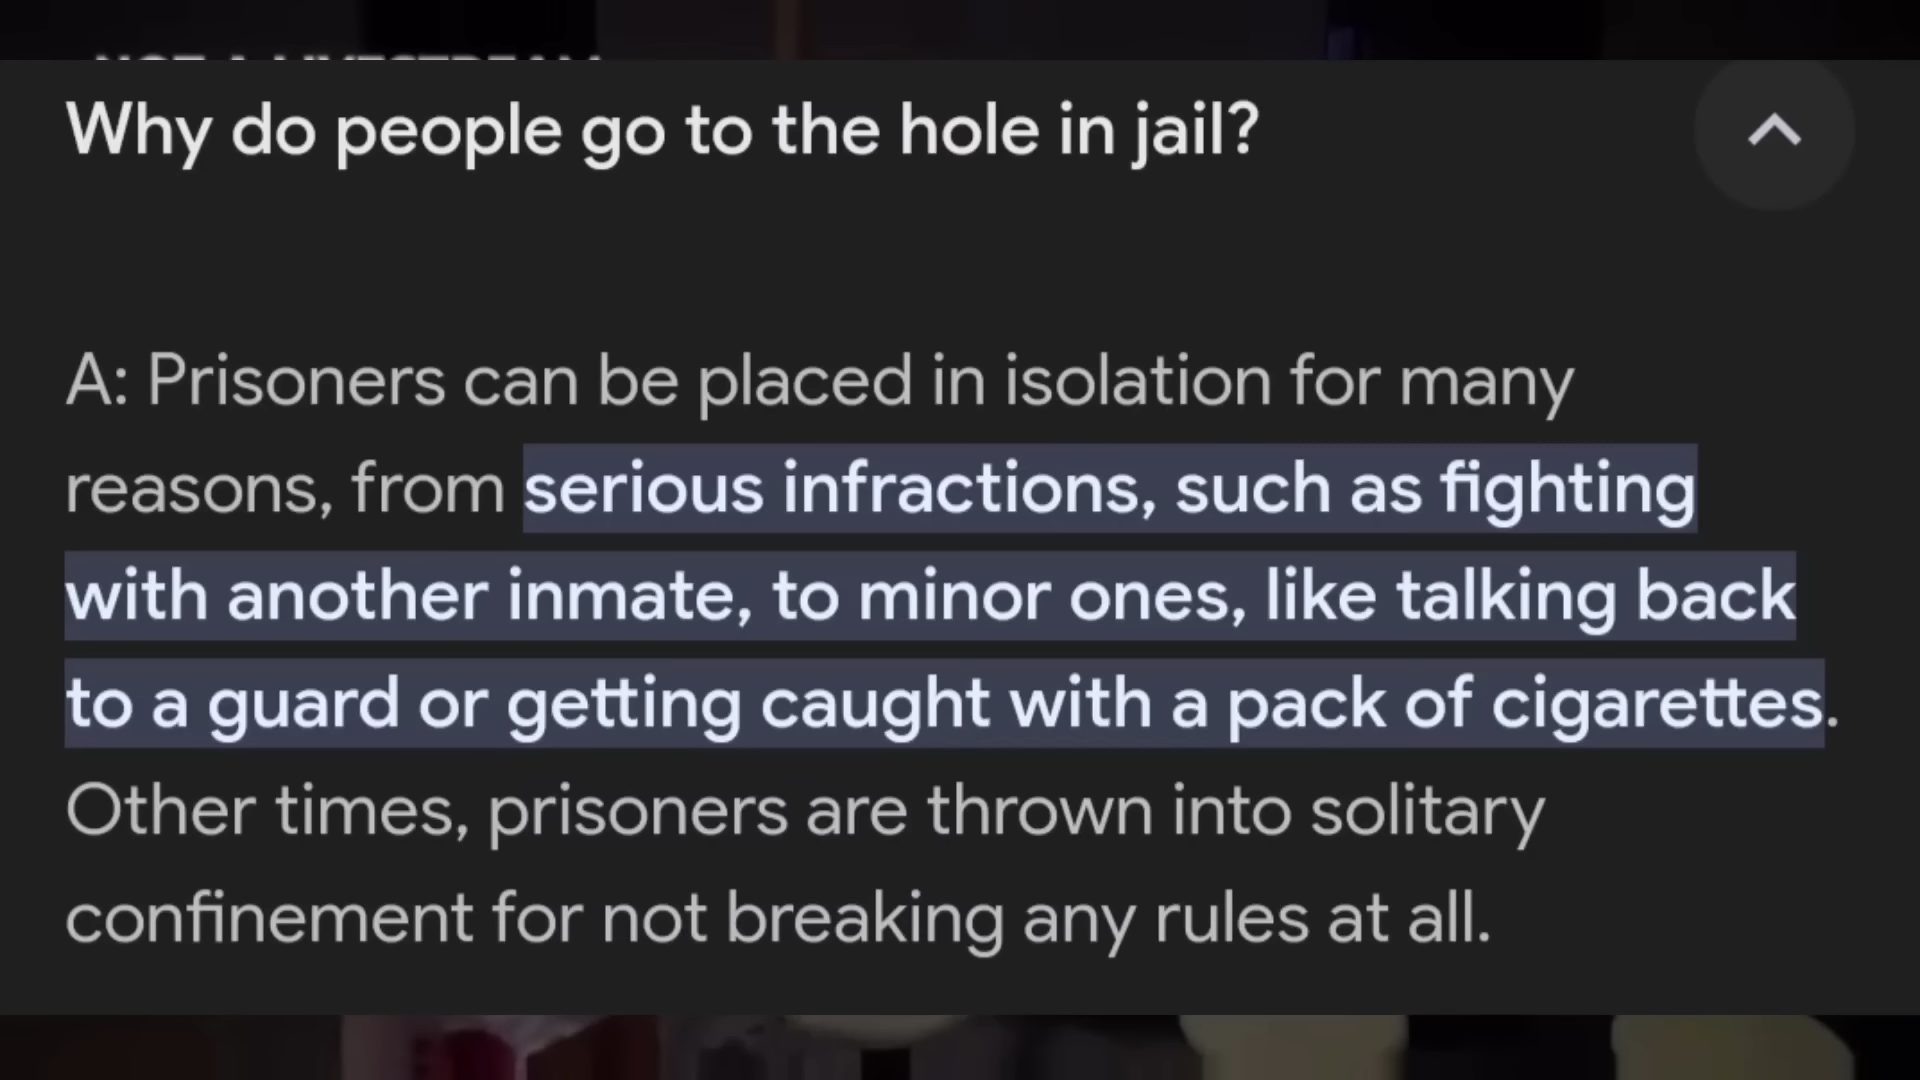 Why do people go to the hole in jail?
A: Prisoners can be placed in isolation for many
reasons, from serious infractions, such as fighting
with another inmate, to minor ones, like talking back
to a guard or getting caught with a pack of cigarettes.
Other times, prisoners are thrown into solitary
confinement for not breaking any rules at all.